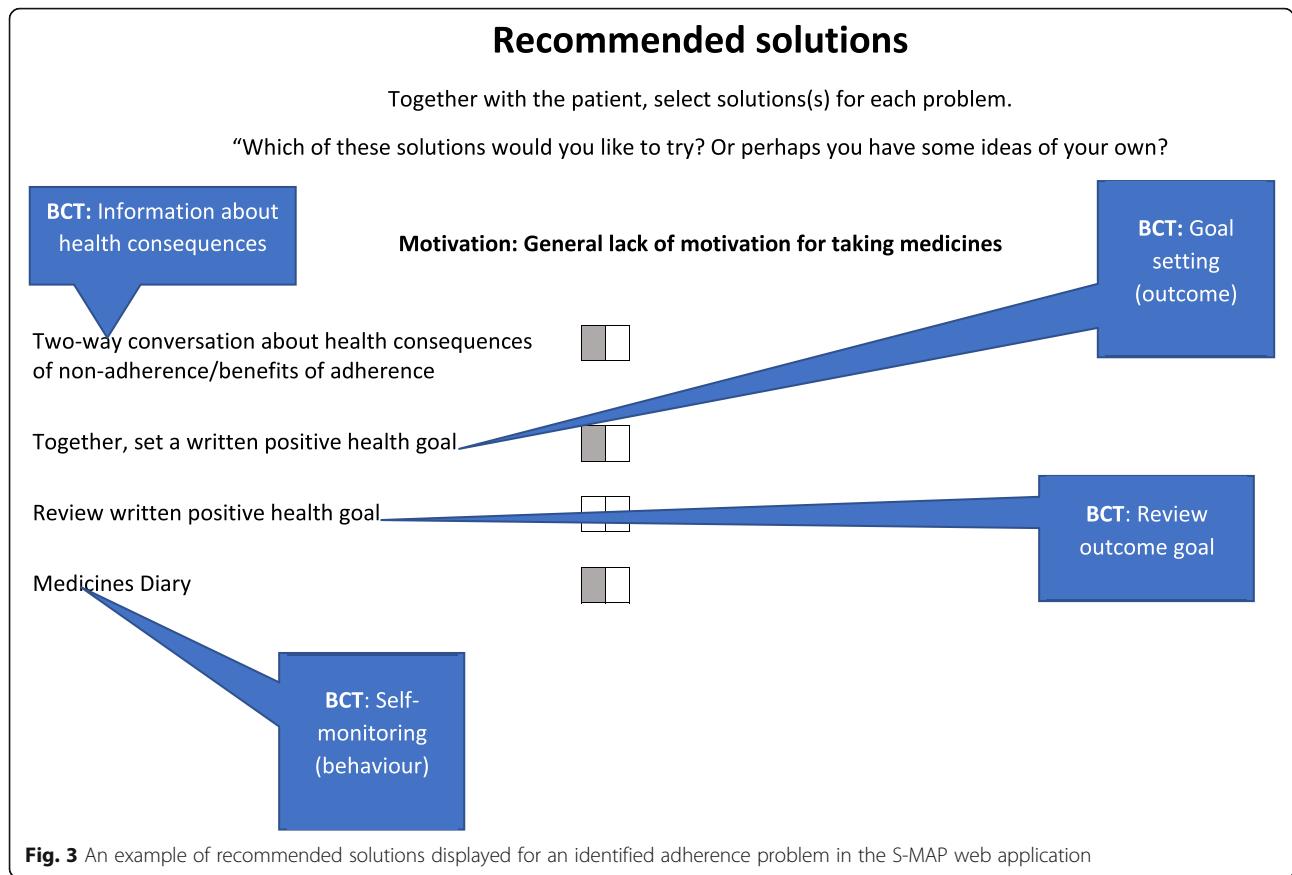 Recommended solutions
Together with the patient, select solutions(s) for each problem.
“Which of these solutions would you like to try? Or perhaps you have some ideas of your own?
BCT: Information about
health consequences
Motivation: General lack of motivation for taking medicines
BCT: Goal
setting
(outcome)
Two-way conversation about health consequences
of non-adherence/benefits of adherence
Together, set a written positive health goal
Review written positive health goal
BCT: Review
outcome goal
Medicines Diary
BCT: Self-
monitoring
(behaviour)
Fig. 3 An example of recommended solutions displayed for an identified adherence problem in the S-MAP web application